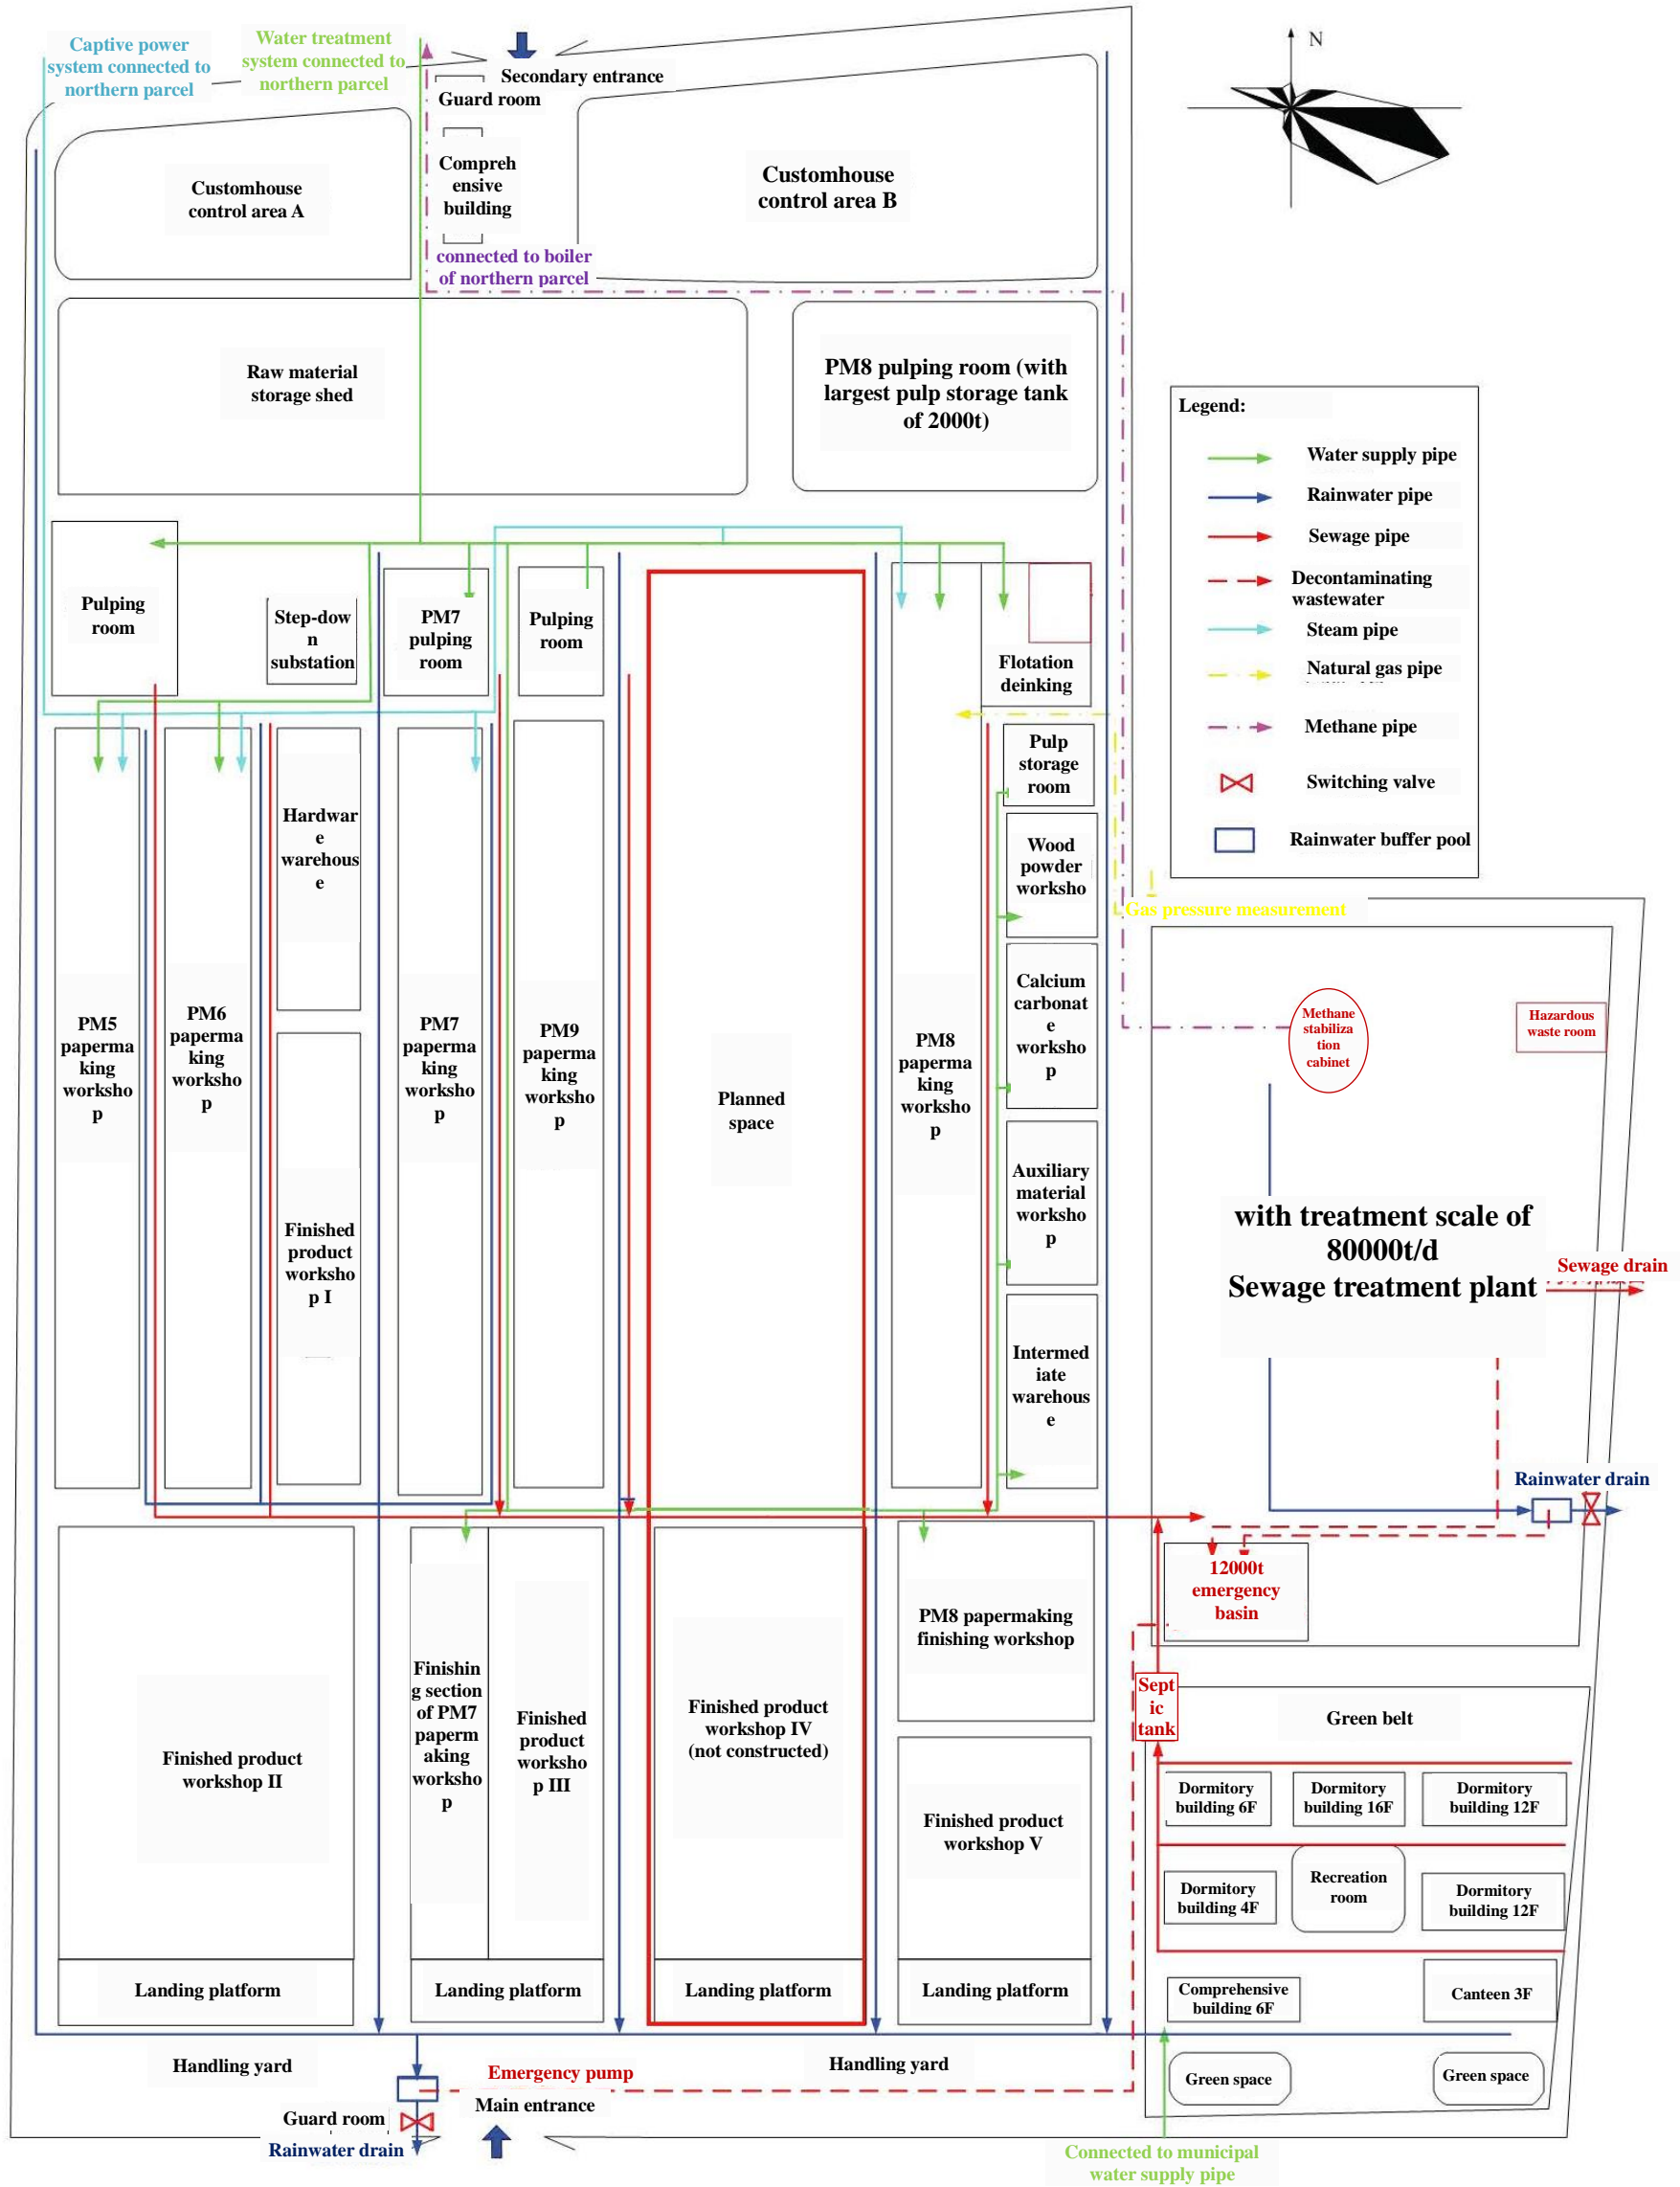 Captive power
system connected to
northern parcel
Water treatment
system connected to
northern parcel
Secondary entrance
Guard room
N
Compreh
ensive
building
Customhouse
control area A
Customhouse
control area B
connected to boiler
of northern parcel
Raw material
storage shed
PM8 pulping room (with
largest pulp storage tank
of 2000t)
Legend:
Water supply pipe
Rainwater pipe
Sewage pipe
Decontaminating
wastewater
Steam pipe
Natural gas pipe
Methane pipe
Switching valve
Rainwater buffer pool
Pulping
room
Step-dow
n
substation
PM7
pulping
room
Pulping
room
Flotation
deinking
Pulp
storage
room
Hardwar
e
warehous
e
Wood
powder
worksho
Gas pressure measurement
PM5
paperma
king
worksho
p
PM6
paperma
king
worksho
p
PM7
paperma
king
worksho
p
PM9
paperma
king
worksho
p
Planned
space
PM8
paperma
king
worksho
p
Calcium
carbonat
e
worksho
p
Methane
stabiliza
tion
cabinet
Hazardous
waste room
Finished
product
worksho
p I
Auxiliary
material
worksho
p
with treatment scale of
80000t/d
Sewage treatment plant
Sewage drain
Intermed
iate
warehous
e
Rainwater drain
12000t
emergency
basin
PM8 papermaking
finishing workshop
Finished product
workshop II
Finishin
g section
of PM7
paperm
aking
worksho
p
Finished
product
worksho
p III
Finished product
workshop IV
(not constructed)
Finished product
workshop V
Sept
ic
tank
Green belt
Dormitory
building 6F
Dormitory
building 16F
Dormitory
building 12F
Dormitory
building 4F
Recreation
room
Dormitory
building 12F
Landing platform
Landing platform
Landing platform
Landing platform
Comprehensive
building 6F
Canteen 3F
Handling yard
Handling yard
Green space
Green space
Emergency pump
Main entrance
Guard room
Rainwater drain
Connected to municipal
water supply pipe